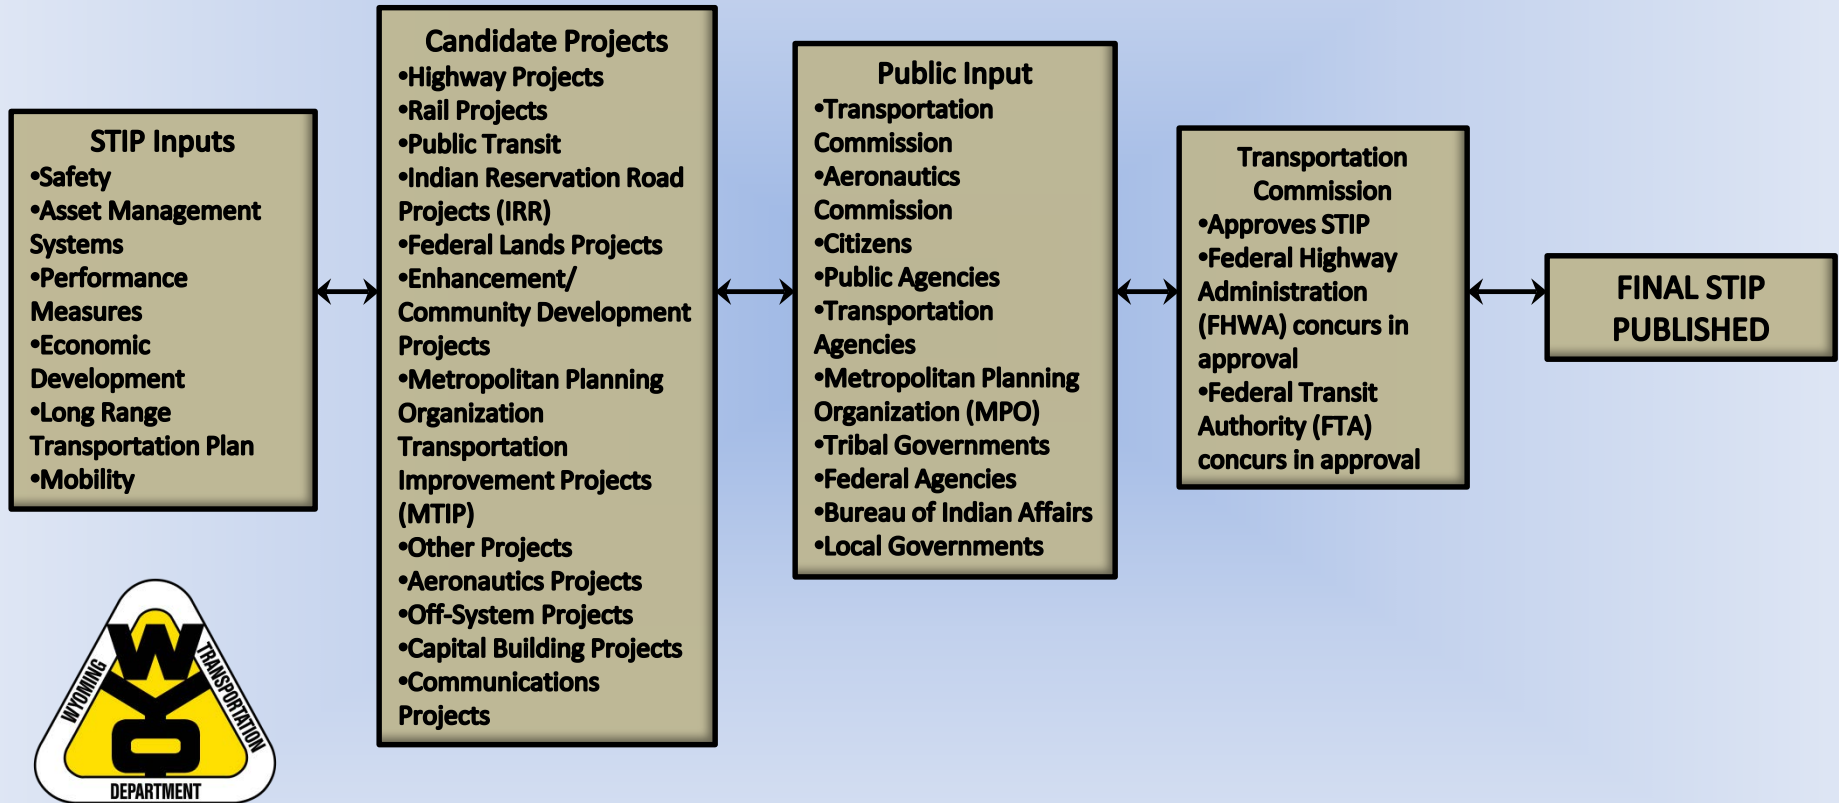 STIP Inputs
•Safety
•Asset Management
Systems
•Performance
Measures
•Economic
Development
•Long Range
Transportation Plan
•Mobility
Candidate Projects
•Highway Projects
•Rail Projects
•Public Transit
•Indian Reservation Road
Projects (IRR)
•Federal Lands Projects
•Enhancement/
Community Development
Projects
•Metropolitan Planning
Organization
Transportation
Improvement Projects
(MTIP)
•Other Projects
•Aeronautics Projects
•Off-System Projects
•Capital Building Projects
•Communications
Projects
Public Input
•Transportation
Commission
•Aeronautics
Commission
•Citizens
•Public Agencies
•Transportation
Agencies
•Metropolitan Planning
Organization (MPO)
•Tribal Governments
•Federal Agencies
•Bureau of Indian Affairs
•Local Governments
Transportation
Commission
•Approves STIP
•Federal Highway
Administration
(FHWA) concurs in
approval
•Federal Transit
Authority (FTA)
concurs in approval
FINAL STIP
PUBLISHED
WYOMING
TRANSPORTATION
DEPARTMENT
W
Y
O